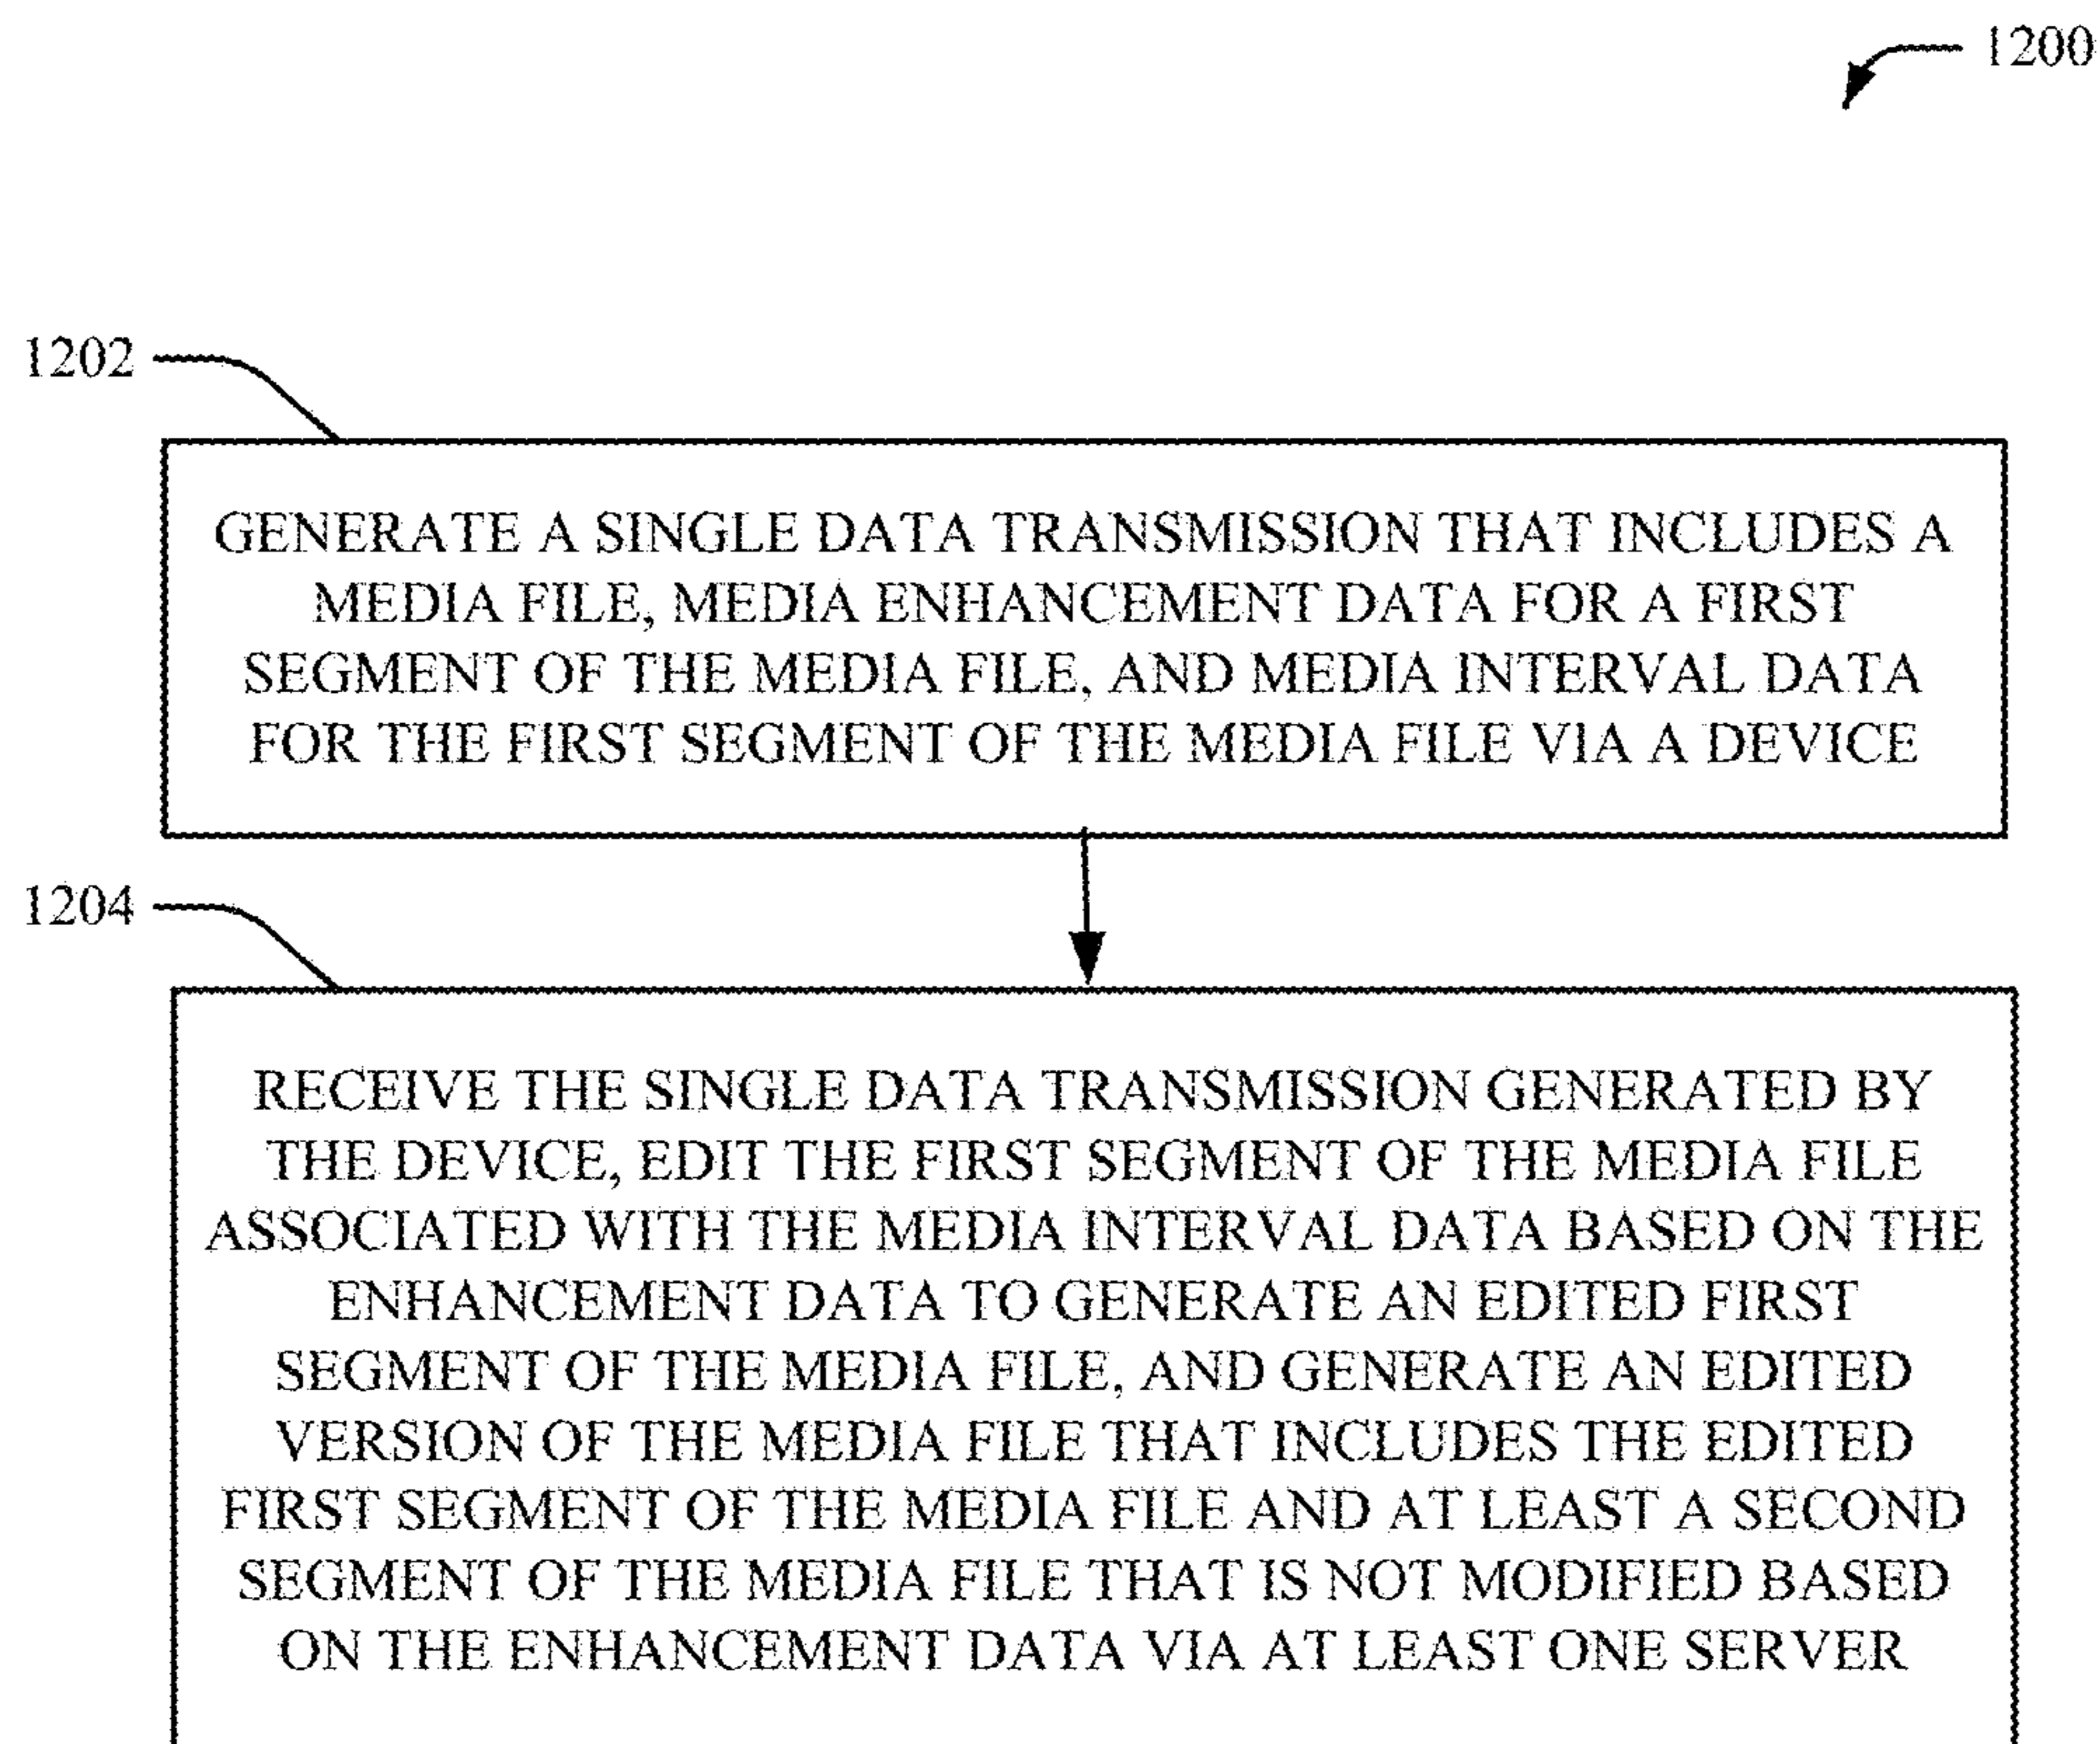 1200
1202
GENERATE A SINGLE DATA TRANSMISSION THAT INCLUDES A
MEDIA FILE, MEDIA ENHANCEMENT DATA FOR A FIRST
SEGMENT OF THE MEDIA FILE, AND MEDIA INTERVAL DATA
FOR THE FIRST SEGMENT OF THE MEDIA FILE VIA A DEVICE
1204
RECEIVE THE SINGLE DATA TRANSMISSION GENERATED BY
THE DEVICE, EDIT THE FIRST SEGMENT OF THE MEDIA FILE
ASSOCIATED WITH THE MEDIA INTERVAL DATA BASED ON THE
ENHANCEMENT DATA TO GENERATE AN EDITED FIRST
SEGMENT OF THE MEDIA FILE, AND GENERATE AN EDITED
VERSION OF THE MEDIA FILE THAT INCLUDES THE EDITED
FIRST SEGMENT OF THE MEDIA FILE AND AT LEAST A SECOND
SEGMENT OF THE MEDIA FILE THAT IS NOT MODIFIED BASED
ON THE ENHANCEMENT DATA VIA AT LEAST ONE SERVER